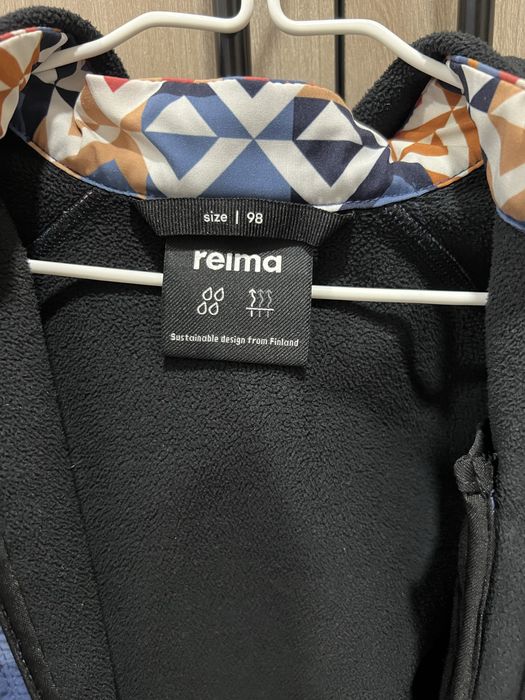 size | 98
reima
Sustainable design from Finland